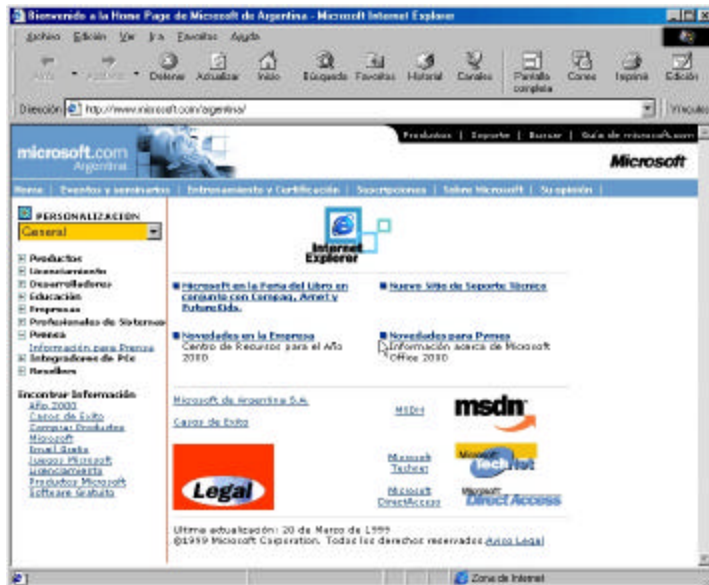 Bienvenido a la Home Page de Microsoft de Argentina - Microsoft Internet Explorer
Archivo Edición Ver Ir a Favoritos Ayuda
Atrás Adelante Detener Actualizar Inicio Búsqueda Favoritos Historial Canales Pantalla completa Correo Imprimir Edición
Dirección http://www.microsoft.com/argentina/ Vínculos
Productos | Soporte | Buscar | Guía de microsoft.com
microsoft.com
Argentina
Microsoft
Home | Eventos y seminarios | Entrenamiento y Certificación | Suscripciones | Sobre Microsoft | Su opinión |
PERSONALIZACION
General
Productos
Licenciamiento
Desarrolladores
Educación
Empresas
Profesionales de Sistemas
Prensa
Información para Prensa
Integradores de PCs
Resellers
Encontrar Información
Año 2000
Casos de Exito
Comprar Productos
Microsoft
Email Gratis
Juegos Microsoft
Licenciamiento
Productos Microsoft
Software Gratuito
Internet
Explorer
Microsoft en la Feria del Libro en
conjunto con Compaq, Arnet y
FutureKids.
Nuevo Sitio de Soporte Técnico
Novedades en la Empresa
Centro de Recursos para el Año
2000
Novedades para Pymes
Información acerca de Microsoft
Office 2000
Microsoft de Argentina S.A.
Casos de Exito
MSDN
msdn
Legal
Microsoft
Technet
Microsoft
TechNet
Microsoft
DirectAccess
Microsoft
Direct Access
Ultima actualización: 20 de Marzo de 1999
©1999 Microsoft Corporation. Todos los derechos reservados.Aviso Legal
Zona de Internet